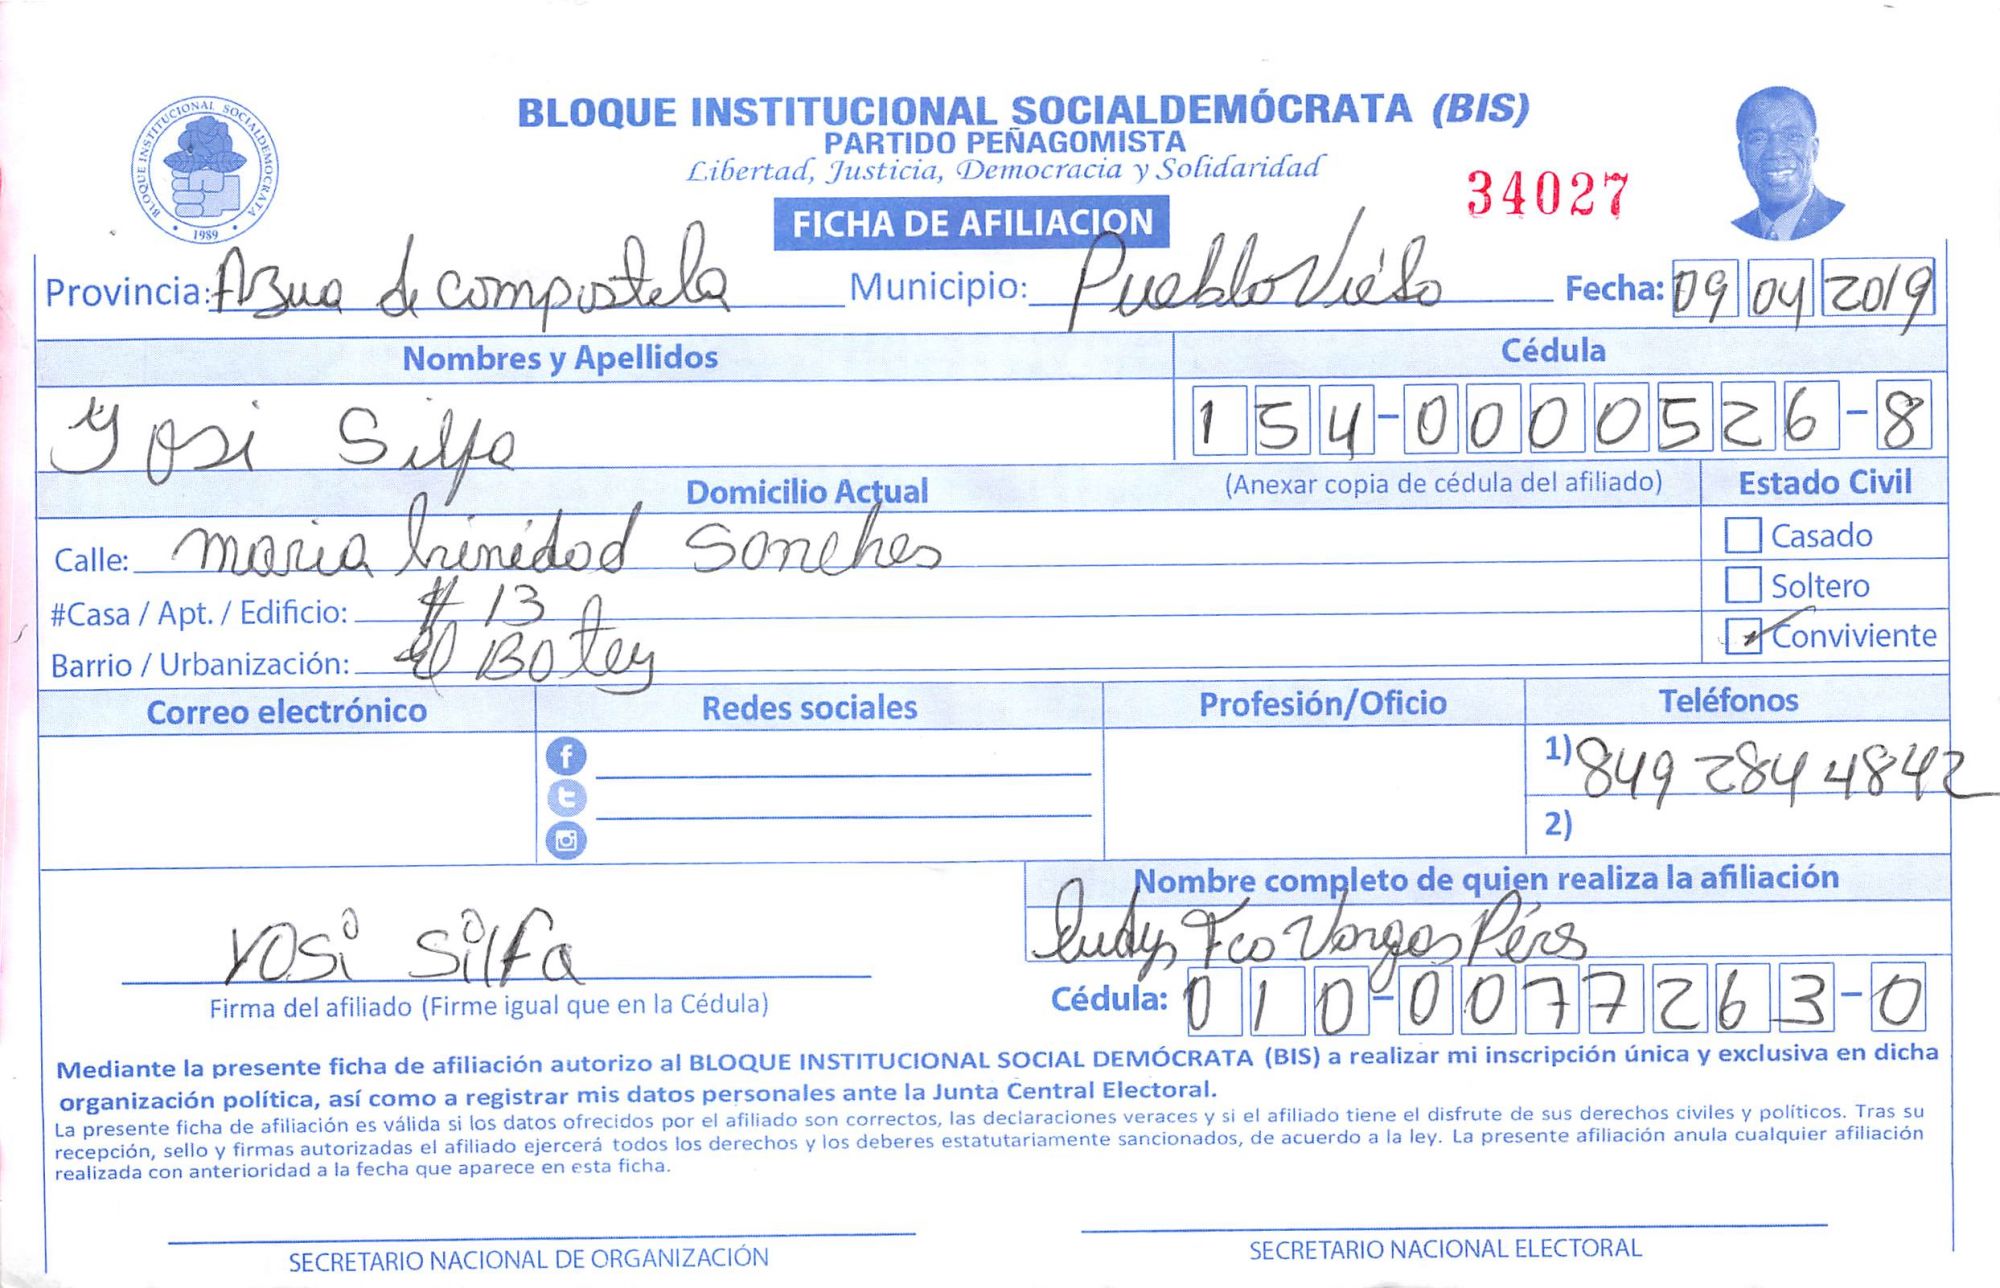 BLOQUE INSTITUCIONAL SOCIALDEMOCRATA
1989
BLOQUE INSTITUCIONAL SOCIALDEMÓCRATA (BIS)
PARTIDO PEÑAGOMISTA
Libertad, Justicia, Democracia y Solidaridad
34027
FICHA DE AFILIACION
Provincia: Azua de compostela Municipio: Pueblo Viéso Fecha: 09 04 2019
Nombres y Apellidos Cédula
Yosi Silfa 154-0000526-8
Domicilio Actual (Anexar copia de cédula del afiliado) Estado Civil
Calle: maria trinidad Sanches Casado
#Casa / Apt. / Edificio: # 13 Soltero
Barrio / Urbanización: el Batey Conviviente
Correo electrónico Redes sociales Profesión/Oficio Teléfonos
1) 849 284 4842
2)
Nombre completo de quien realiza la afiliación
Yosi Silfa Fco Vargas Péres
Firma del afiliado (Firme igual que en la Cédula) Cédula: 010-0077263-0
Mediante la presente ficha de afiliación autorizo al BLOQUE INSTITUCIONAL SOCIAL DEMÓCRATA (BIS) a realizar mi inscripción única y exclusiva en dicha
organización política, así como a registrar mis datos personales ante la Junta Central Electoral.
La presente ficha de afiliación es válida si los datos ofrecidos por el afiliado son correctos, las declaraciones veraces y si el afiliado tiene el disfrute de sus derechos civiles y políticos. Tras su
recepción, sello y firmas autorizadas el afiliado ejercerá todos los derechos y los deberes estatutariamente sancionados, de acuerdo a la ley. La presente afiliación anula cualquier afiliación
realizada con anterioridad a la fecha que aparece en esta ficha.
SECRETARIO NACIONAL DE ORGANIZACIÓN SECRETARIO NACIONAL ELECTORAL